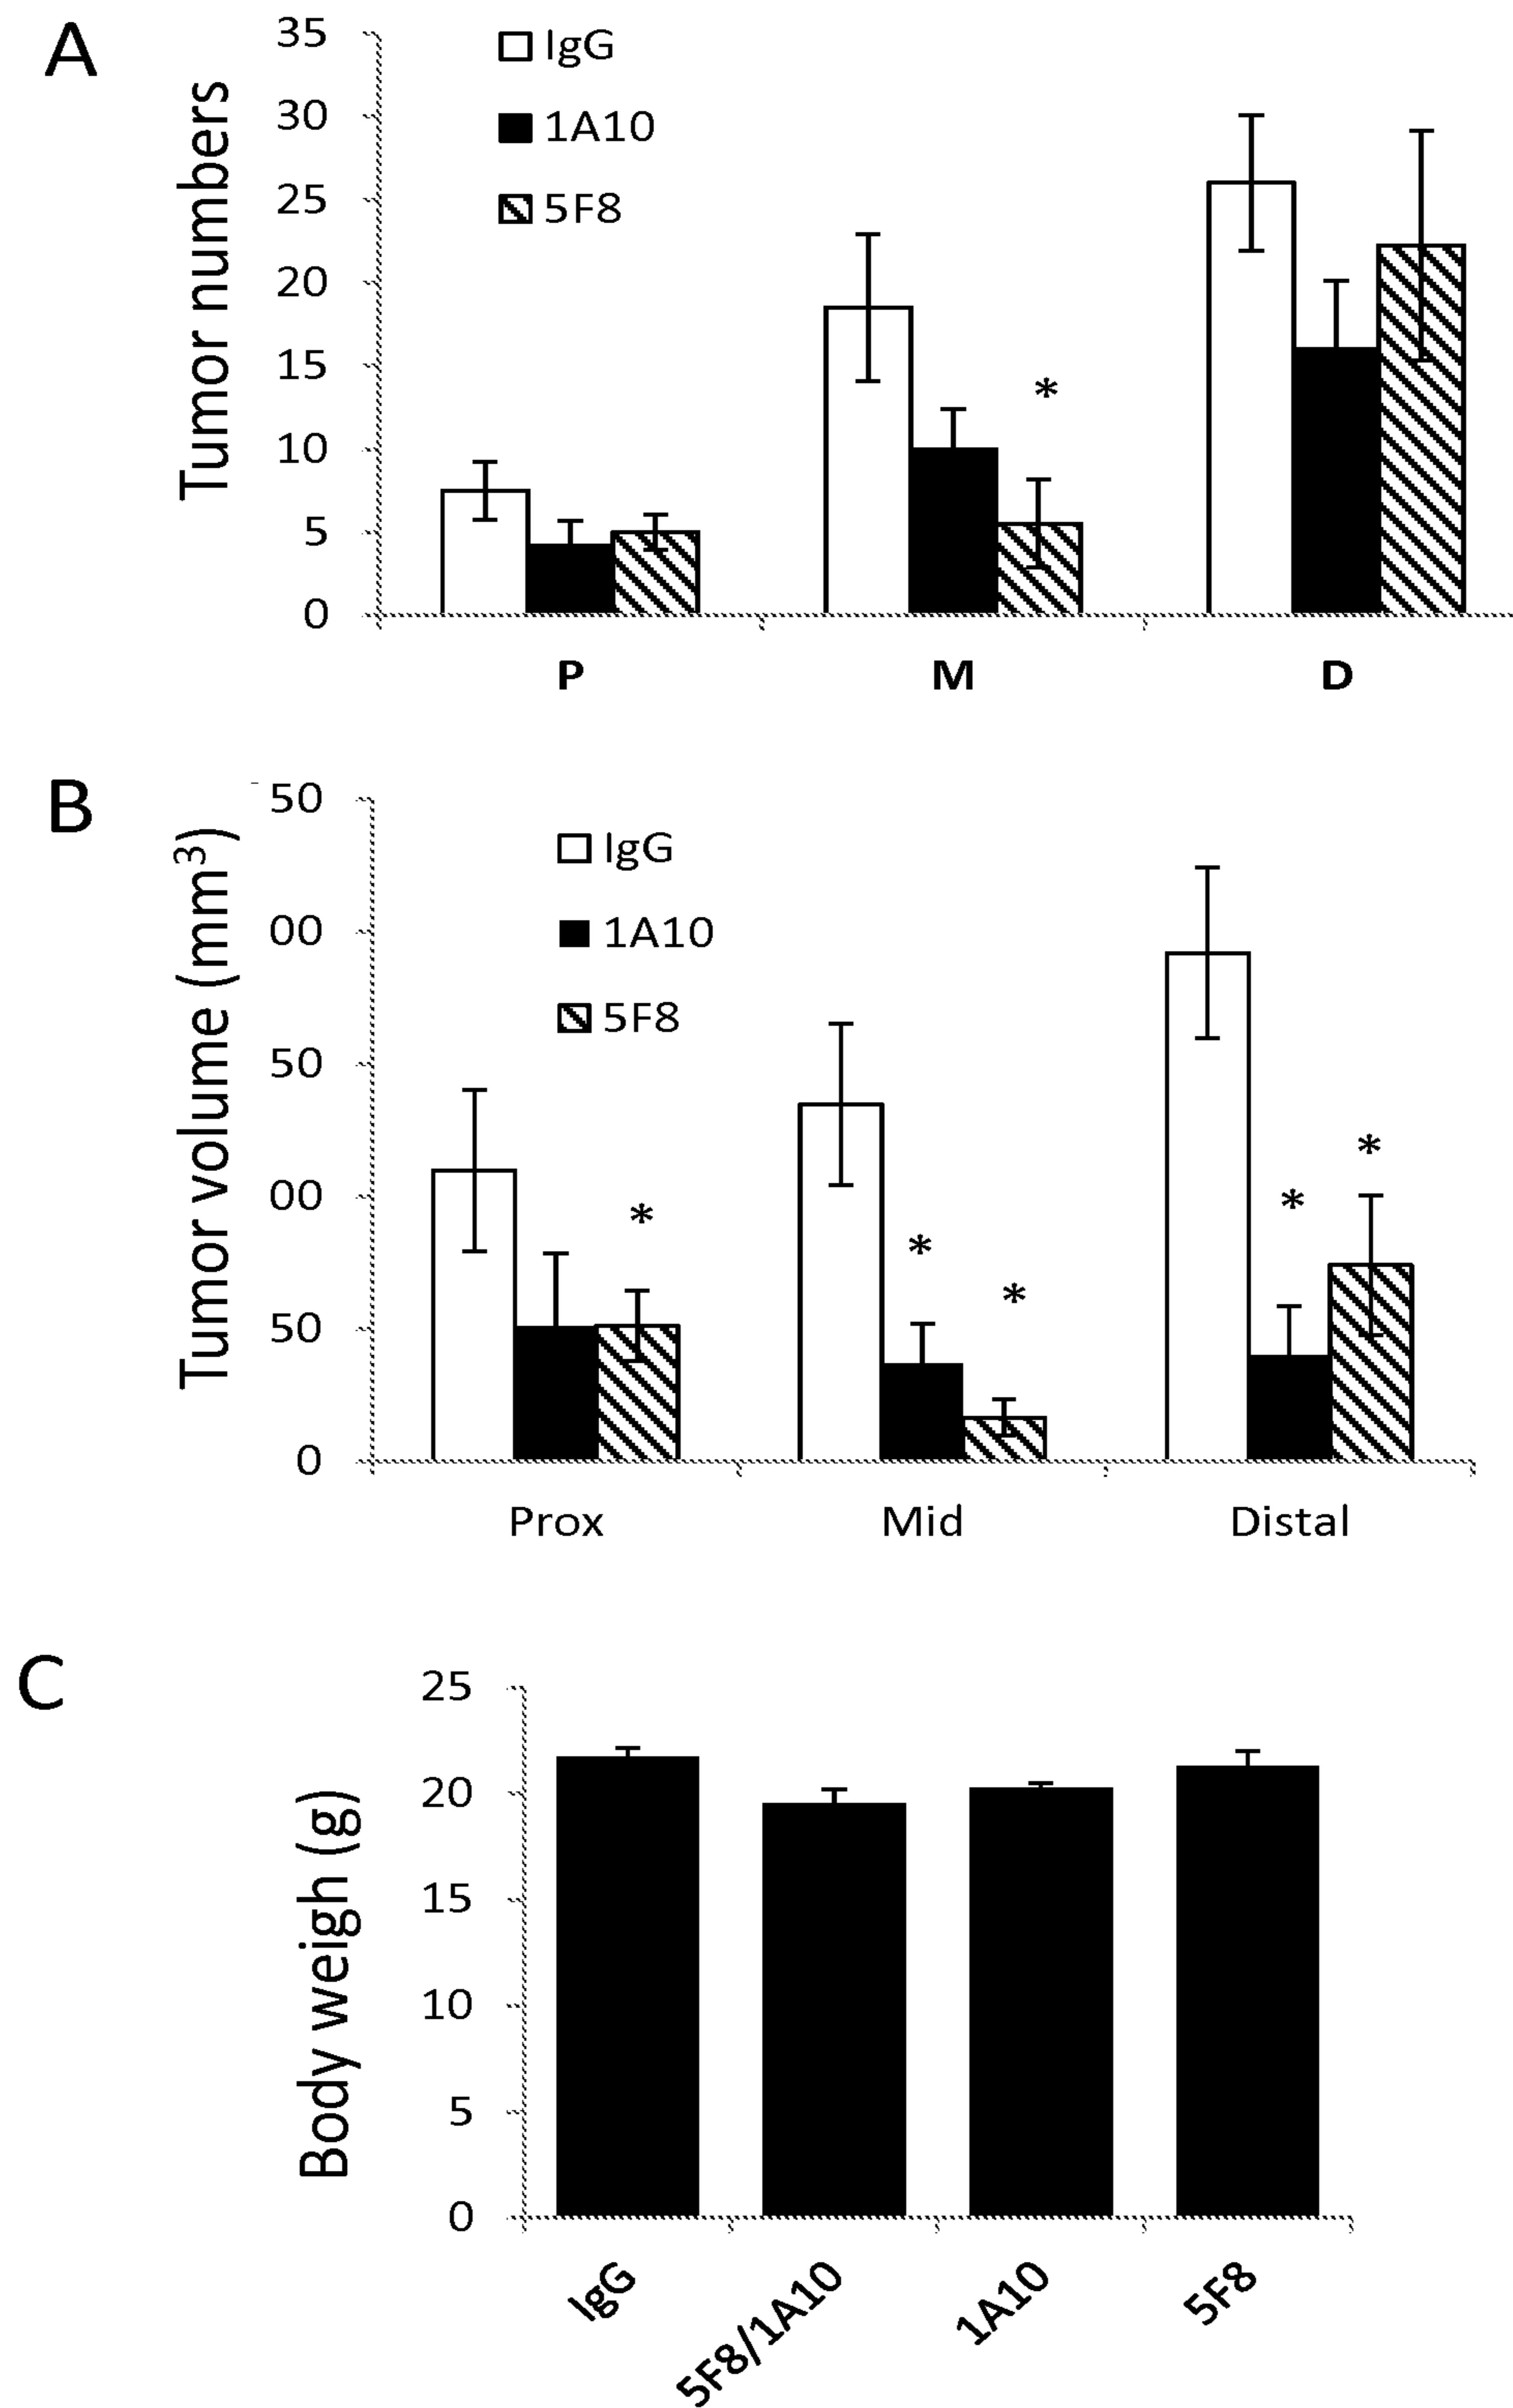 A
Tumor numbers
35
30
25
20
15
10
5
0
IgG
1A10
5F8
*
P M D
B
Tumor volume (mm³)
50
00
50
00
50
0
IgG
1A10
5F8
*
*
*
*
*
Prox Mid Distal
C
Body weigh (g)
25
20
15
10
5
0
IgG
5F8/1A10
1A10
5F8